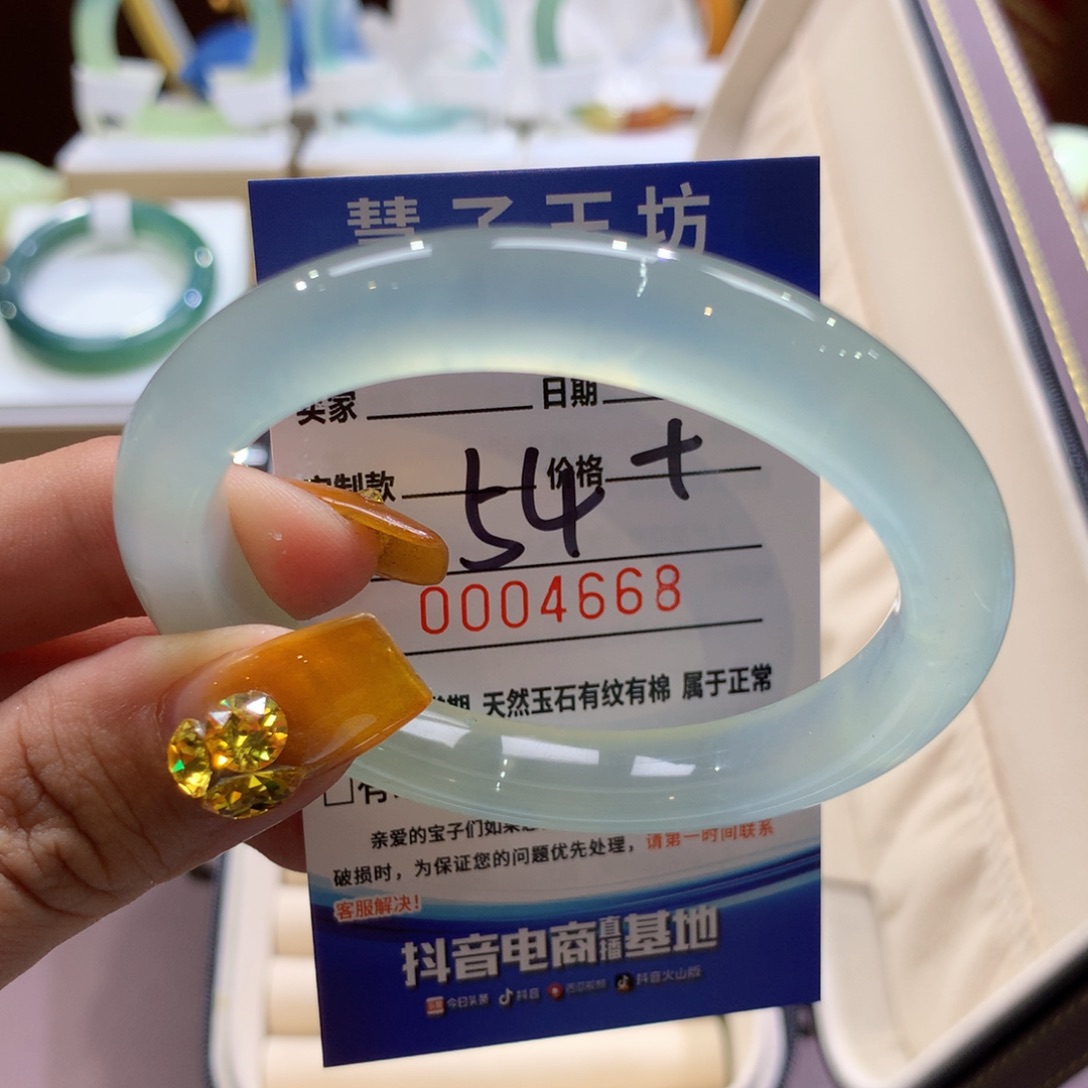 慧子玉坊
卖家 日期
定制款 价格
54+
0004668
天然玉石有纹有棉 属于正常
□有
亲爱的宝子们如果
请第一时间联系
破损时，为保证您的问题优先处理，
客服解决！
抖音电商直播基地
今日头条 抖音 西瓜视频 抖音火山版